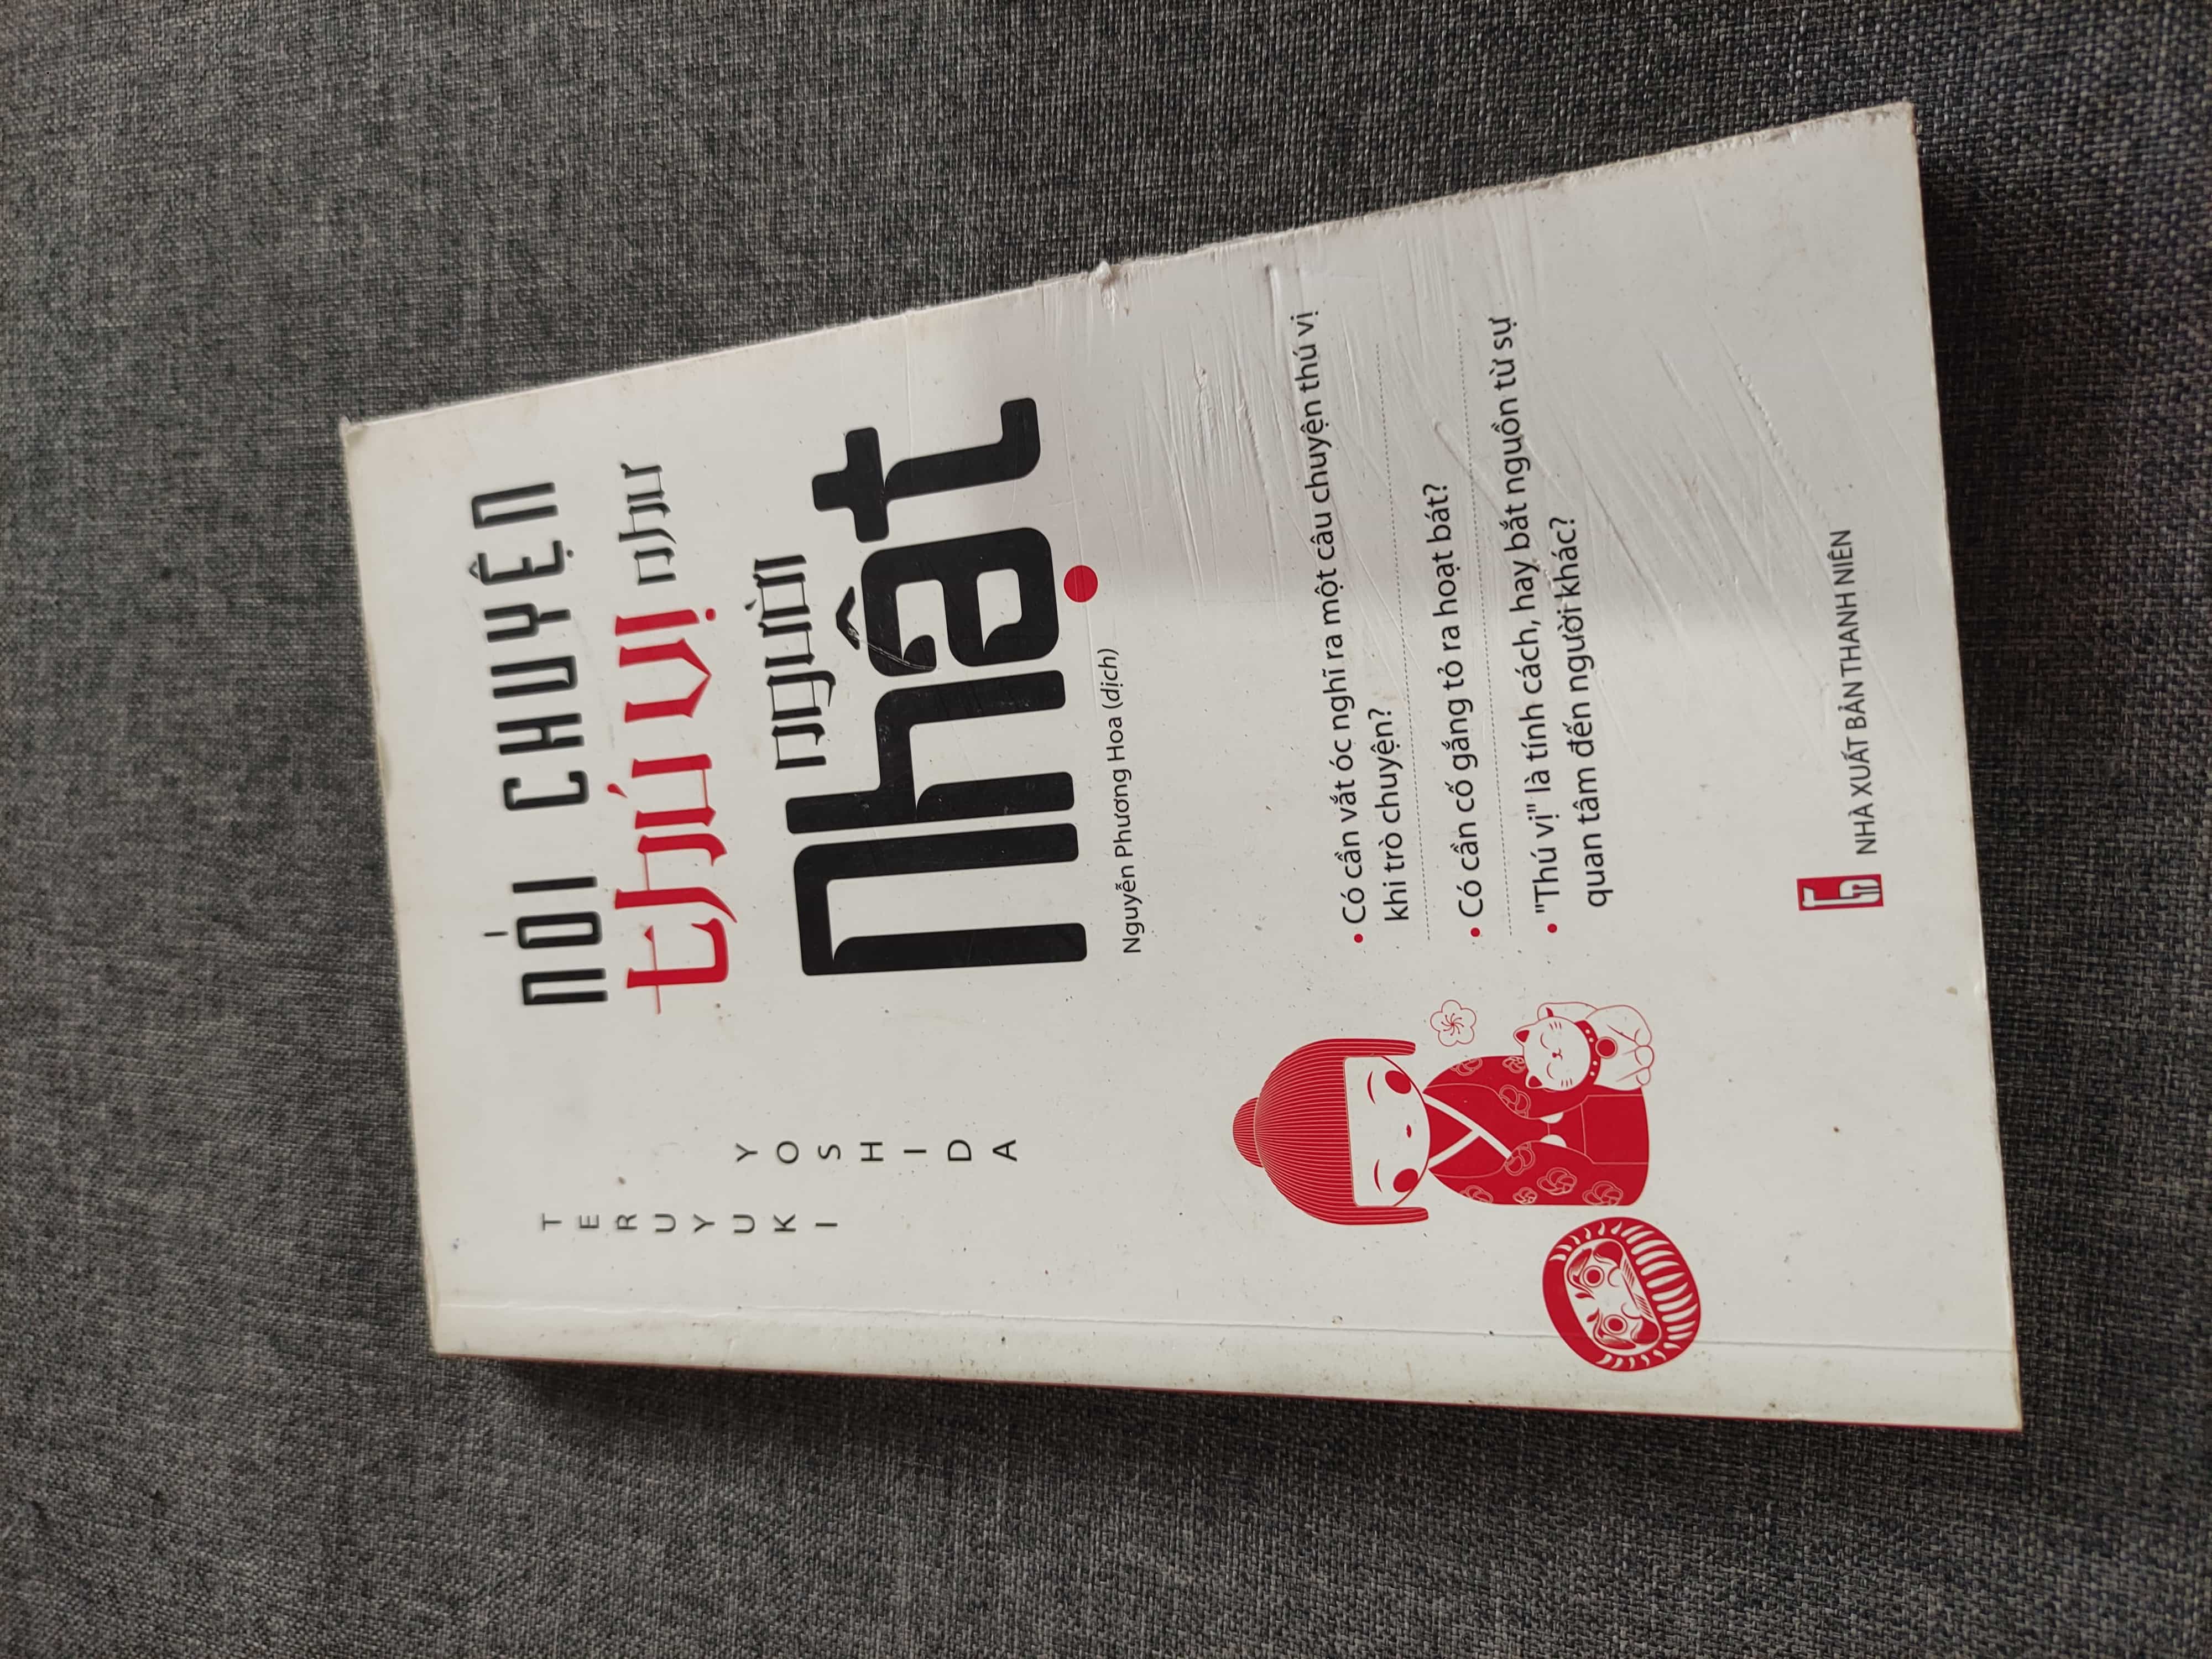 TERUYUKI
YOSHIDA
NÓI CHUYỆN
thú vị như
người
Nhật
Nguyễn Phương Hoa (dịch)
• Có cần vắt óc nghĩ ra một câu chuyện thú vị
khi trò chuyện?
• Có cần cố gắng tỏ ra hoạt bát?
• "Thú vị" là tính cách, hay bắt nguồn từ sự
quan tâm đến người khác?
NHÀ XUẤT BẢN THANH NIÊN